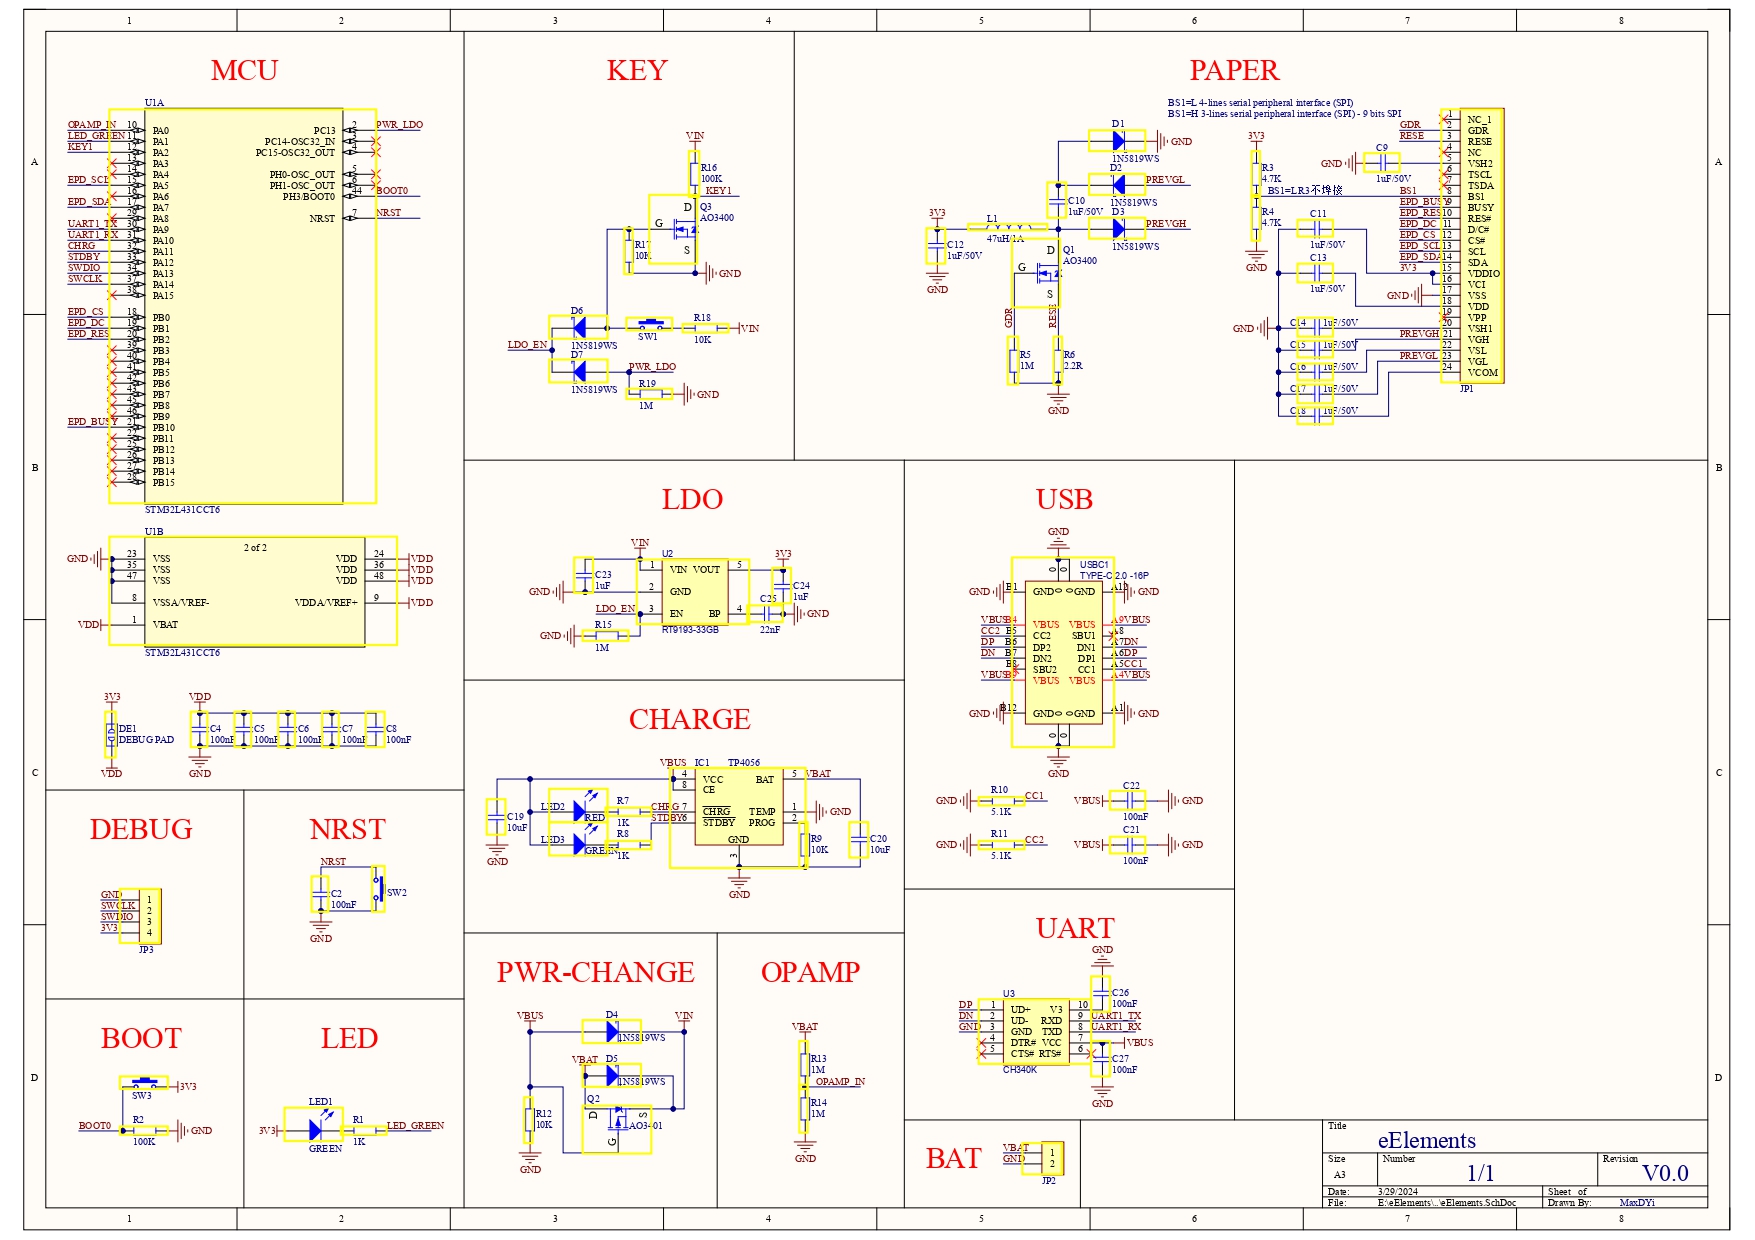 1 2 3 4 5 6 7 8
A
B
C
D
MCU
U1A
OPAMP_IN 10 PA0
LED_GREEN 11 PA1
KEY1 12 PA2
13 PA3
14 PA4
EPD_SCL 15 PA5
16 PA6
EPD_SDA 17 PA7
29 PA8
UART1_TX 30 PA9
UART1_RX 31 PA10
CHRG PA11
STDBY 33 PA12
SWDIO 34 PA13
SWCLK 37 PA14
38 PA15
EPD_CS 18 PB0
EPD_DC 19 PB1
EPD_RES 20 PB2
39 PB3
40 PB4
41 PB5
42 PB6
43 PB7
45 PB8
46 PB9
EPD_BUSY 21 PB10
22 PB11
25 PB12
26 PB13
27 PB14
28 PB15
PC13 2 PWR_LDO
PC14-OSC32_IN 3
PC15-OSC32_OUT 4
PH0-OSC_OUT 5
PH1-OSC_OUT 6
PH3/BOOT0 44 BOOT0
NRST 7 NRST
STM32L431CCT6
U1B
2 of 2
GND 23 VSS VDD 24 VDD
35 VSS VDD 36 VDD
47 VSS VDD 48 VDD
8 VSSA/VREF- VDDA/VREF+ 9 VDD
VDD 1 VBAT
STM32L431CCT6
3V3
DE1
DEBUG PAD
VDD
VDD
C4 C5 C6 C7 C8
100nF 100nF 100nF 100nF 100nF
GND
KEY
VIN
R16
100K
KEY1
Q3
AO3400
D
G
S
R17
10K
GND
D6
1N5819WS
SW1
R18
10K
VIN
LDO_EN
D7
1N5819WS
PWR_LDO
R19
1M
GND
PAPER
BS1=L 4-lines serial peripheral interface (SPI)
BS1=H 3-lines serial peripheral interface (SPI) - 9 bits SPI
D1
1N5819WS
GND
D2
1N5819WS
PREVGL
D3
1N5819WS
PREVGH
C10
1uF/50V
3V3
L1
47uH/1A
C12
1uF/50V
GND
Q1
AO3400
D
G
S
GDR
RESE
R5
1M
R6
2.2R
GND
3V3
R3
4.7K
BS1=LR3不焊接
R4
4.7K
GND
GND
C9
1uF/50V
C11
1uF/50V
C13
1uF/50V
GND
C14 1uF/50V
C15 1uF/50V
C16 1uF/50V
C17 1uF/50V
C18 1uF/50V
1 NC_1
GDR 2 GDR
RESE 3 RESE
4 NC
5 VSH2
6 TSCL
7 TSDA
BS1 8 BS1
EPD_BUSY 9 BUSY
EPD_RES 10 RES#
EPD_DC 11 D/C#
EPD_CS 12 CS#
EPD_SCL 13 SCL
EPD_SDA 14 SDA
3V3 15 VDDIO
16 VCI
GND 17 VSS
18 VDD
19 VPP
20 VSH1
PREVGH 21 VGH
22 VSL
PREVGL 23 VGL
24 VCOM
JP1
LDO
VIN
U2
3V3
C23
1uF
GND
1 VIN VOUT 5
2 GND
LDO_EN 3 EN BP 4
RT9193-33GB
C24
1uF
C25
22nF
GND
GND
R15
1M
USB
GND
0 0
USBC1
TYPE-C 2.0 -16P
GND B1 GND 0 0 GND A12 GND
VBUS B4 VBUS VBUS A9 VBUS
CC2 B5 CC2 SBU1 A8
DP B6 DP2 DN1 A7 DN
DN B7 DN2 DP1 A6 DP
B8 SBU2 CC1 A5 CC1
VBUS B9 VBUS VBUS A4 VBUS
GND B12 GND 0 0 GND A1 GND
0 0
GND
GND R10 CC1
5.1K
VBUS C22 GND
100nF
GND R11 CC2
5.1K
VBUS C21 GND
100nF
CHARGE
VBUS IC1 TP4056
4 VCC BAT 5 VBAT
8 CE
CHRG 7 CHRG TEMP 1 GND
STDBY 6 STDBY PROG 2
GND
3
GND
C19
10uF
GND
LED2
RED
LED3
GREEN
R7
1K
R8
1K
R9
10K
C20
10uF
DEBUG
GND 1
SWCLK 2
SWDIO 3
3V3 4
JP3
NRST
NRST
C2
100nF
SW2
GND
BOOT
SW3
3V3
BOOT0
R2
100K
GND
LED
LED1
3V3
GREEN
R1
1K
LED_GREEN
PWR-CHANGE
VBUS
D4
1N5819WS
VIN
VBAT
D5
1N5819WS
Q2
D
S
G
AO3401
R12
10K
GND
OPAMP
VBAT
R13
1M
OPAMP_IN
R14
1M
GND
UART
GND
C26
100nF
U3
DP 1 UD+ V3 10
DN 2 UD- RXD 9 UART1_TX
GND 3 GND TXD 8 UART1_RX
4 DTR# VCC 7 VBUS
5 CTS# RTS# 6
CH340K
C27
100nF
GND
BAT
VBAT 1
GND 2
JP2
Title
eElements
Size
A3
Number
1/1
Revision
V0.0
Date: 3/29/2024 Sheet of
File: E:\eElements\..\eElements.SchDoc Drawn By: MaxDYi
A
B
C
D
1 2 3 4 5 6 7 8